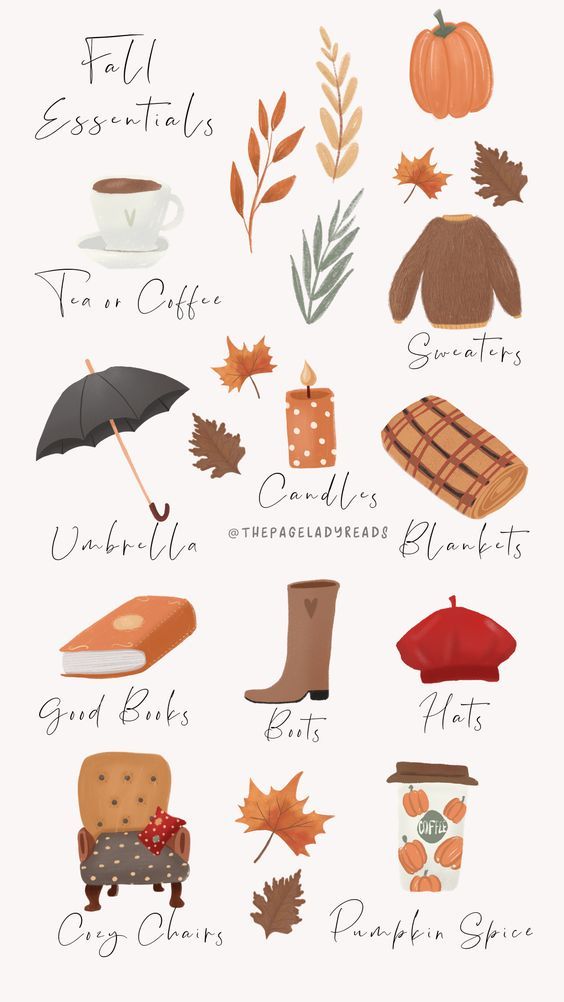 Fall
Essentials
Tea or Coffee
Sweaters
Candles
@THEPAGELADYREADS
Umbrella
Blankets
Good Books
Boots
Hats
COFFEE
Cozy Chairs
Pumpkin Spice